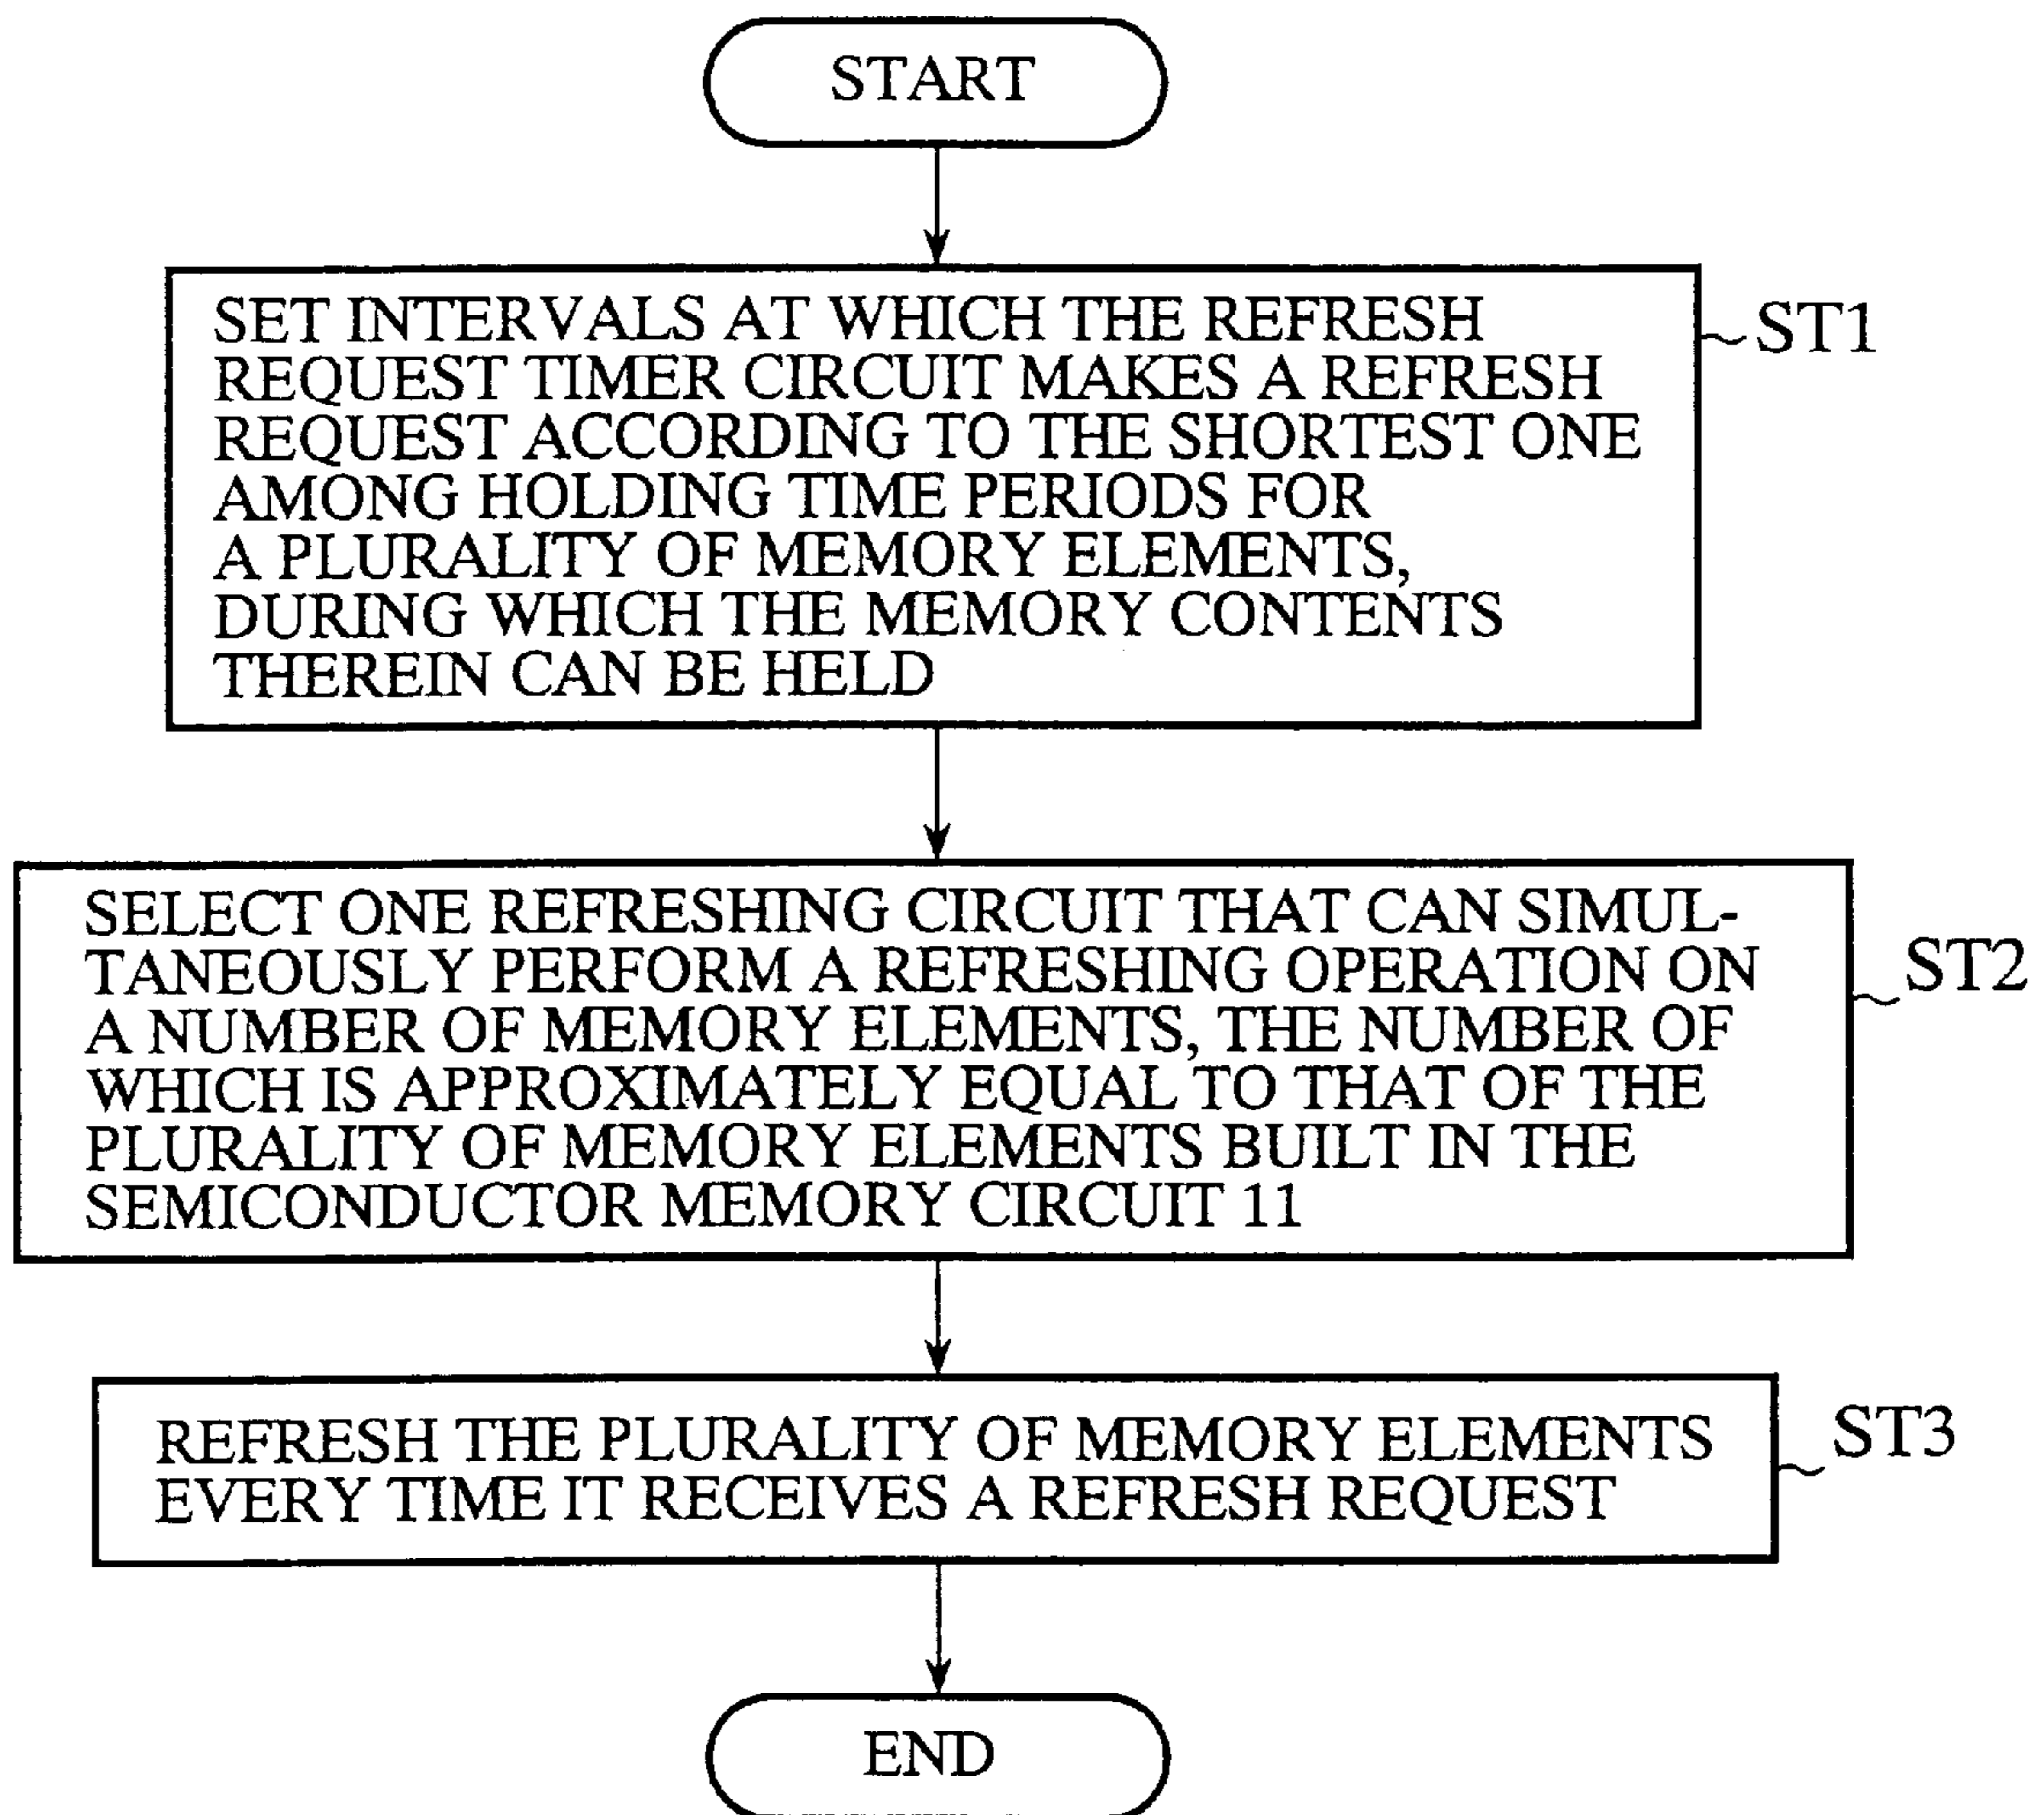 START
SET INTERVALS AT WHICH THE REFRESH
REQUEST TIMER CIRCUIT MAKES A REFRESH
REQUEST ACCORDING TO THE SHORTEST ONE
AMONG HOLDING TIME PERIODS FOR
A PLURALITY OF MEMORY ELEMENTS,
DURING WHICH THE MEMORY CONTENTS
THEREIN CAN BE HELD
ST1
SELECT ONE REFRESHING CIRCUIT THAT CAN SIMUL-
TANEOUSLY PERFORM A REFRESHING OPERATION ON
A NUMBER OF MEMORY ELEMENTS, THE NUMBER OF
WHICH IS APPROXIMATELY EQUAL TO THAT OF THE
PLURALITY OF MEMORY ELEMENTS BUILT IN THE
SEMICONDUCTOR MEMORY CIRCUIT 11
ST2
REFRESH THE PLURALITY OF MEMORY ELEMENTS
EVERY TIME IT RECEIVES A REFRESH REQUEST
ST3
END